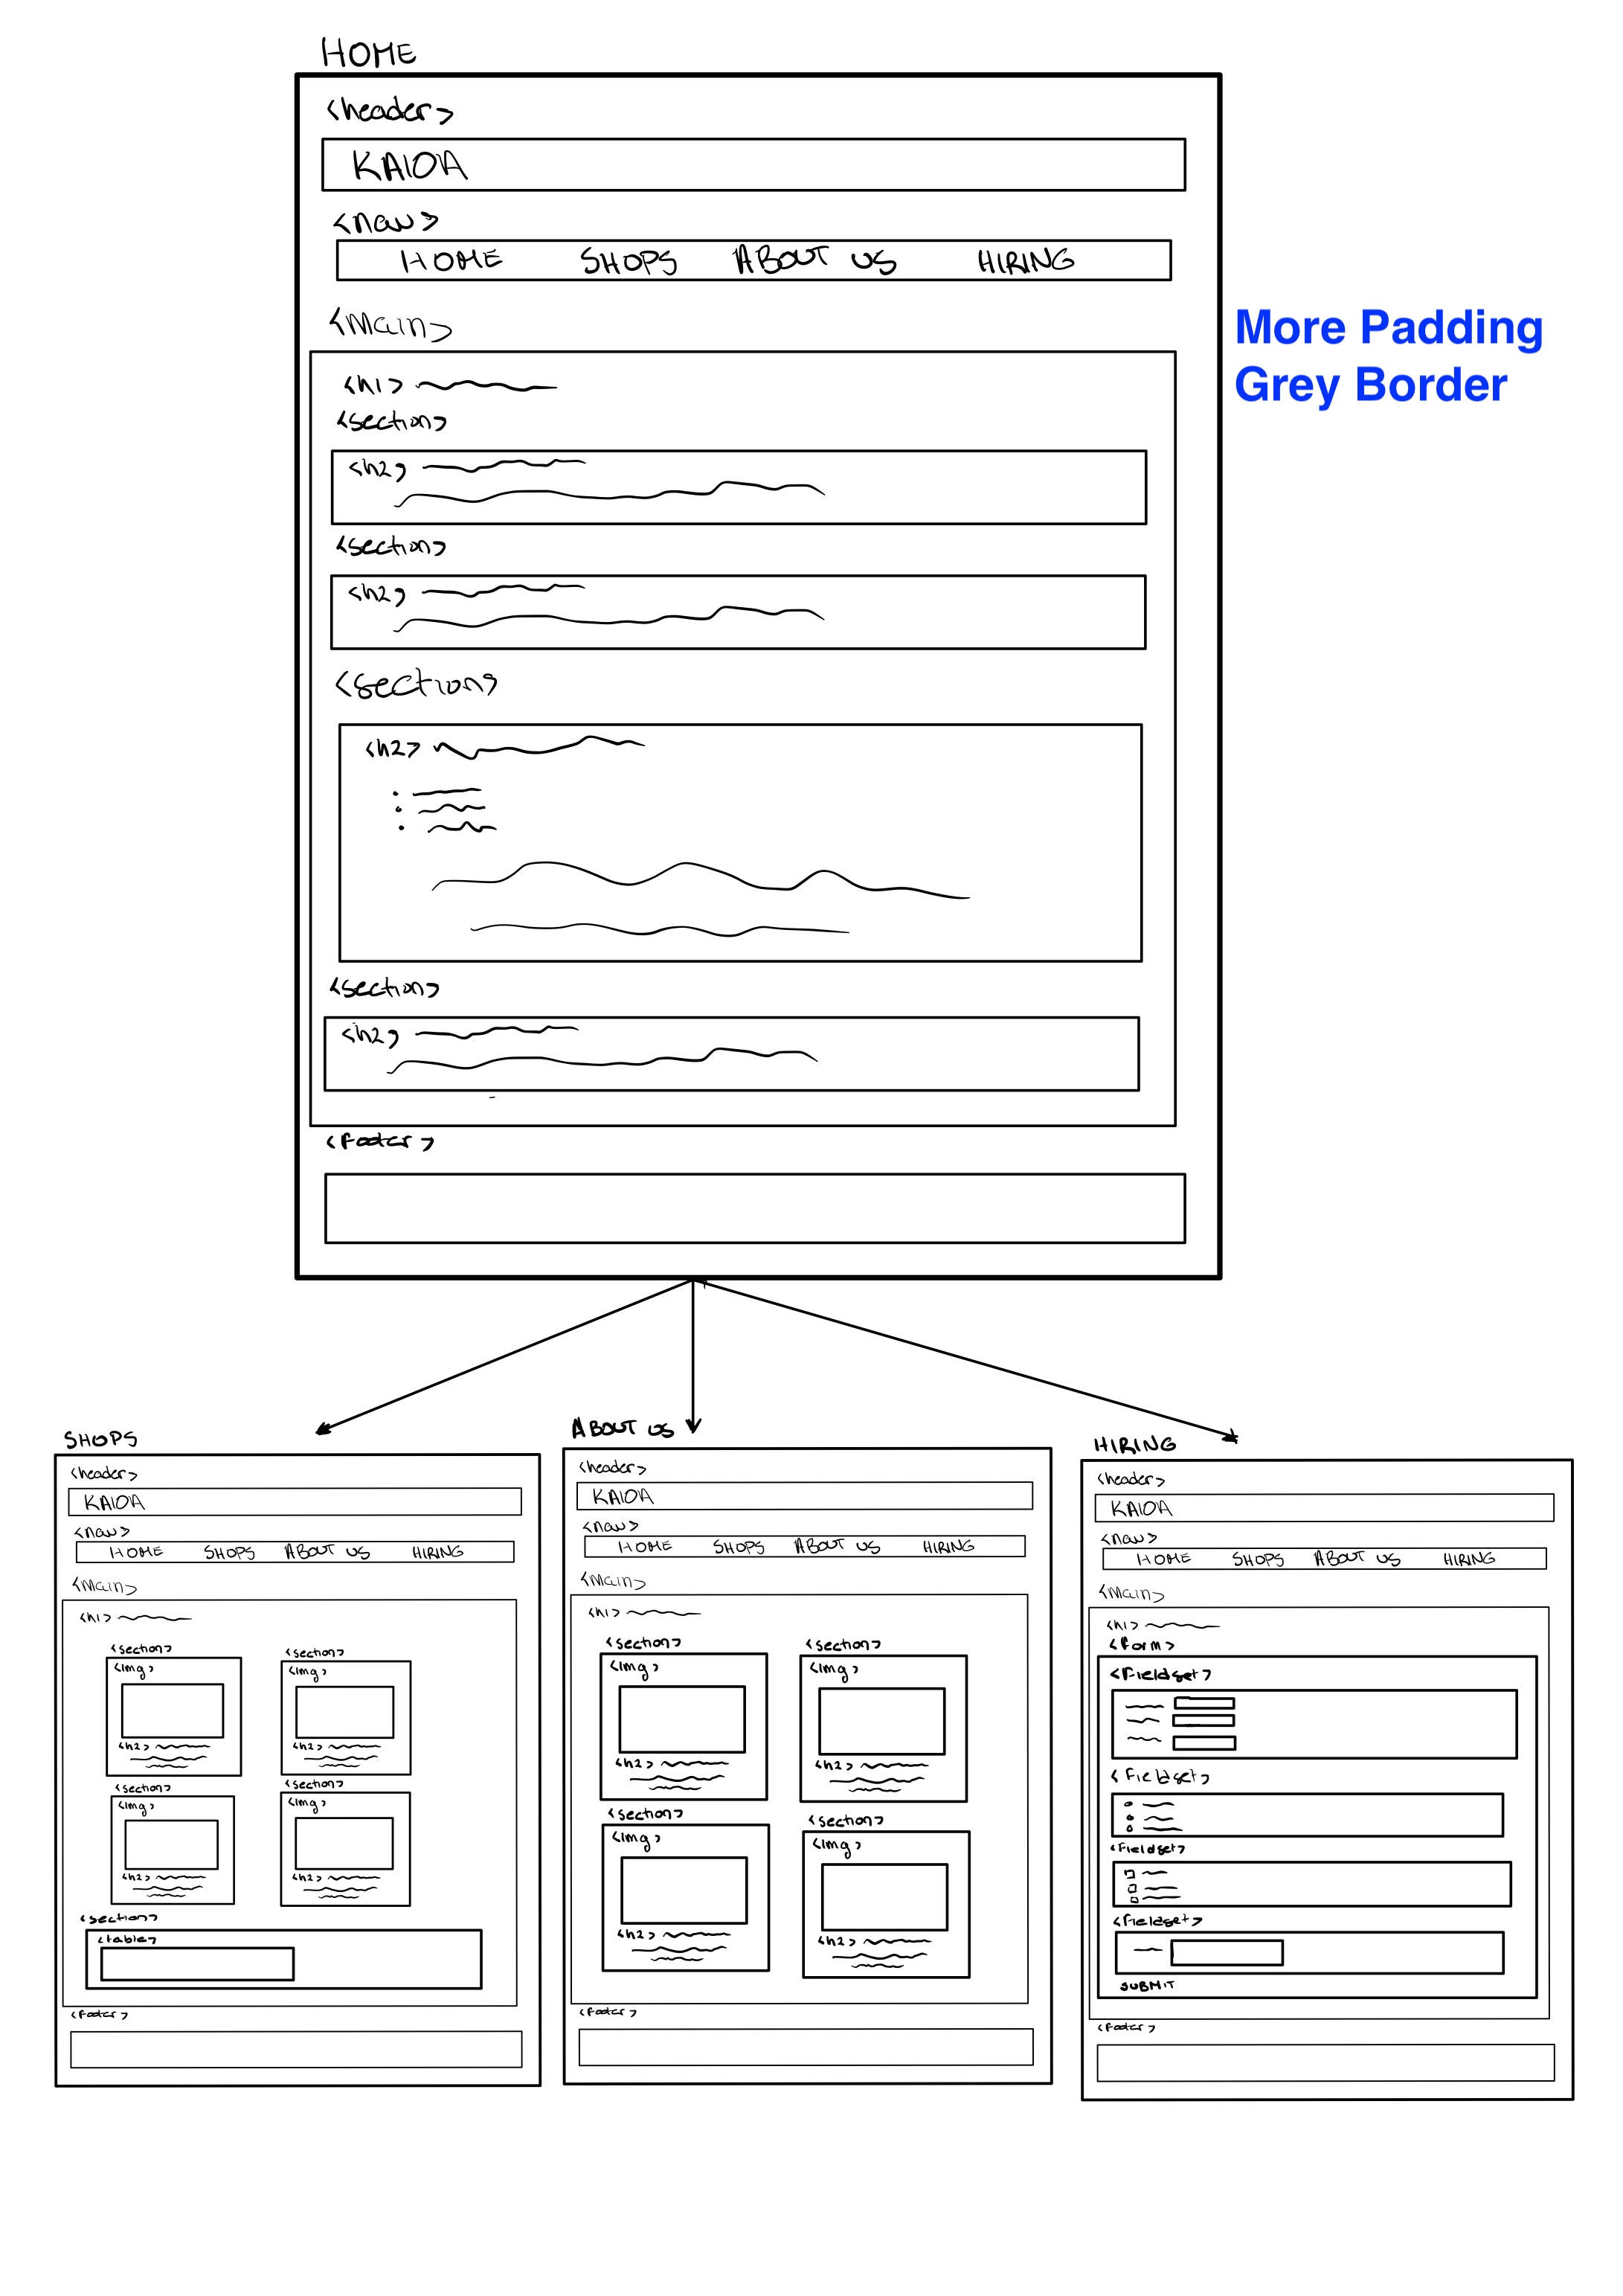 HOME
<header>
KAIOA
<nav>
HOME SHOPS ABOUT US HIRING
<Main>
More Padding
Grey Border
<h1>
<section>
<h2>
<section>
<h2>
<section>
<h2>
<section>
<h2>
<footer>
SHOPS
<header>
KAIOA
<nav>
HOME SHOPS ABOUT US HIRING
<Main>
<h1>
<section> <section>
<img> <img>
<h2> <h2>
<section> <section>
<img> <img>
<h2> <h2>
<section>
<table>
<footer>
ABOUT US
<header>
KAIOA
<nav>
HOME SHOPS ABOUT US HIRING
<Main>
<h1>
<section> <section>
<img> <img>
<h2> <h2>
<section> <section>
<img> <img>
<h2> <h2>
<footer>
HIRING
<header>
KAIOA
<nav>
HOME SHOPS ABOUT US HIRING
<Main>
<h1>
<form>
<fieldset>
<fieldset>
<fieldset>
<fieldset>
SUBMIT
<footer>